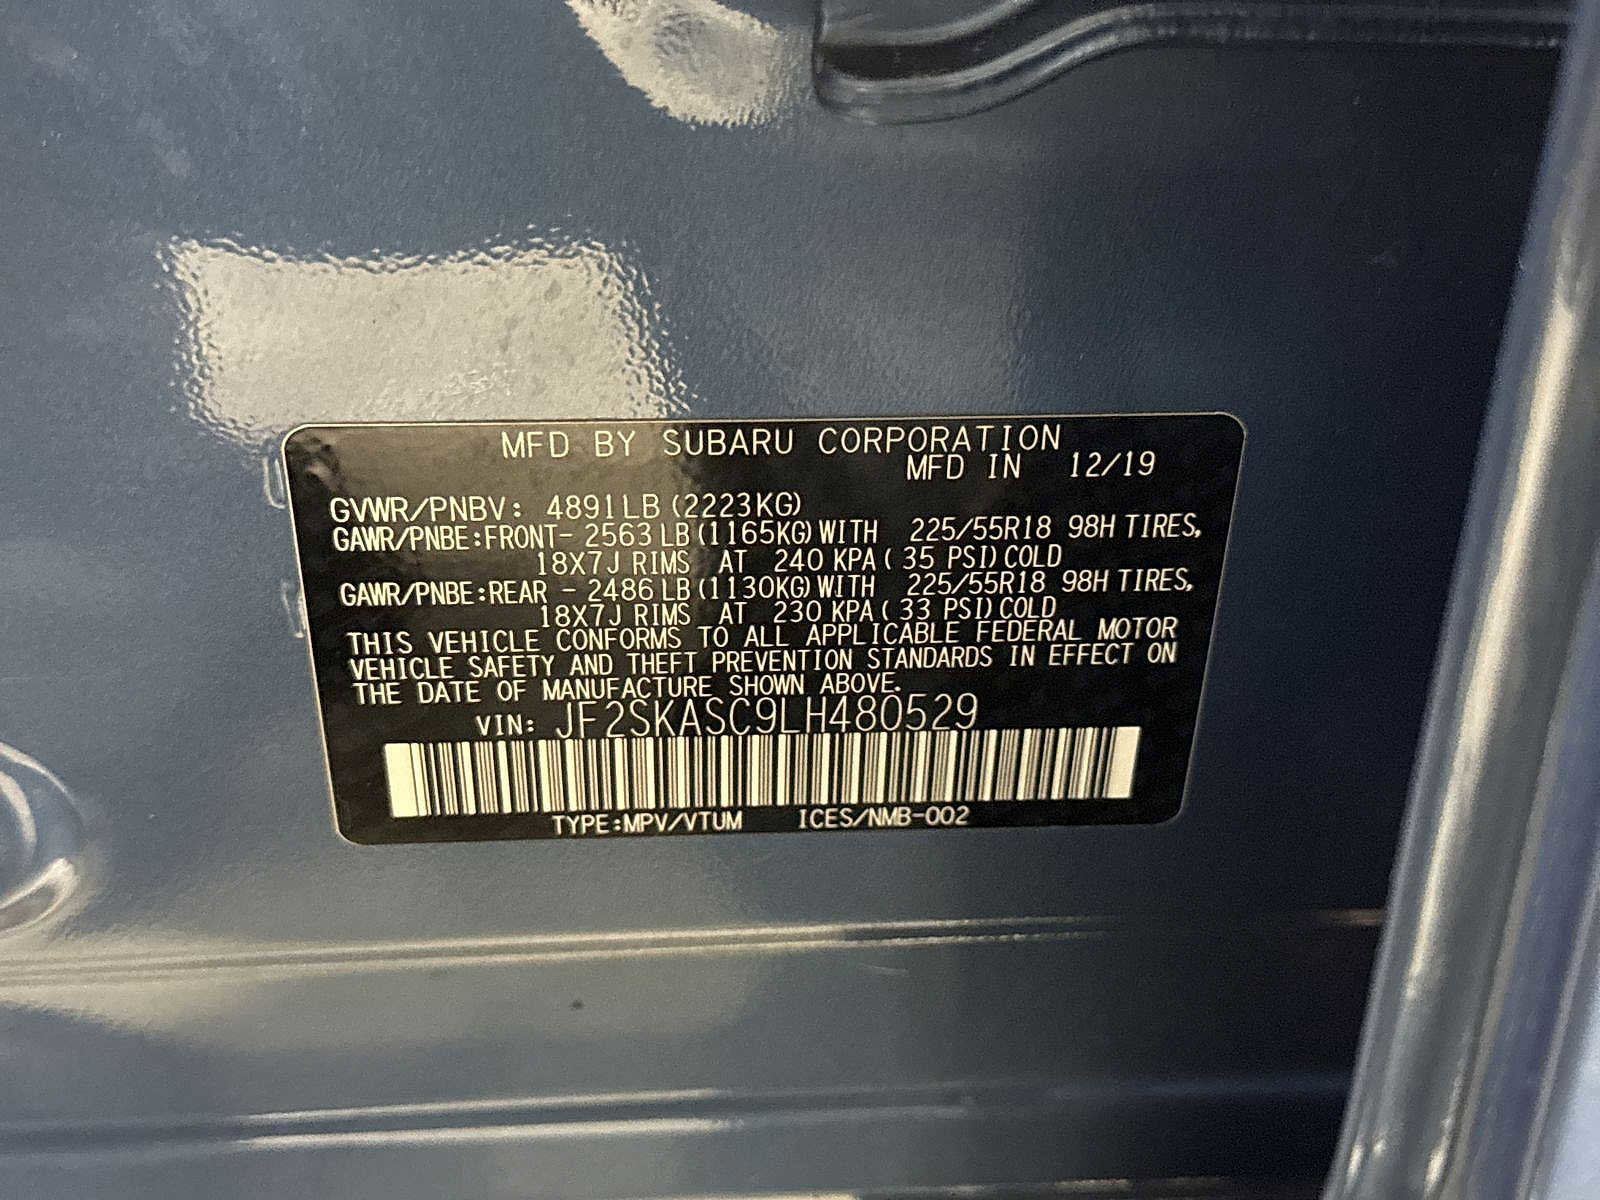 MFD BY SUBARU CORPORATION
MFD IN 12/19
GVWR/PNBV: 4891LB (2223KG)
GAWR/PNBE:FRONT- 2563 LB (1165KG) WITH 225/55R18 98H TIRES,
18X7J RIMS AT 240 KPA ( 35 PSI) COLD
GAWR/PNBE:REAR - 2486 LB (1130KG) WITH 225/55R18 98H TIRES,
18X7J RIMS AT 230 KPA ( 33 PSI) COLD
THIS VEHICLE CONFORMS TO ALL APPLICABLE FEDERAL MOTOR
VEHICLE SAFETY AND THEFT PREVENTION STANDARDS IN EFFECT ON
THE DATE OF MANUFACTURE SHOWN ABOVE.
VIN: JF2SKASC9LH480529
TYPE:MPV/VTUM ICES/NMB-002